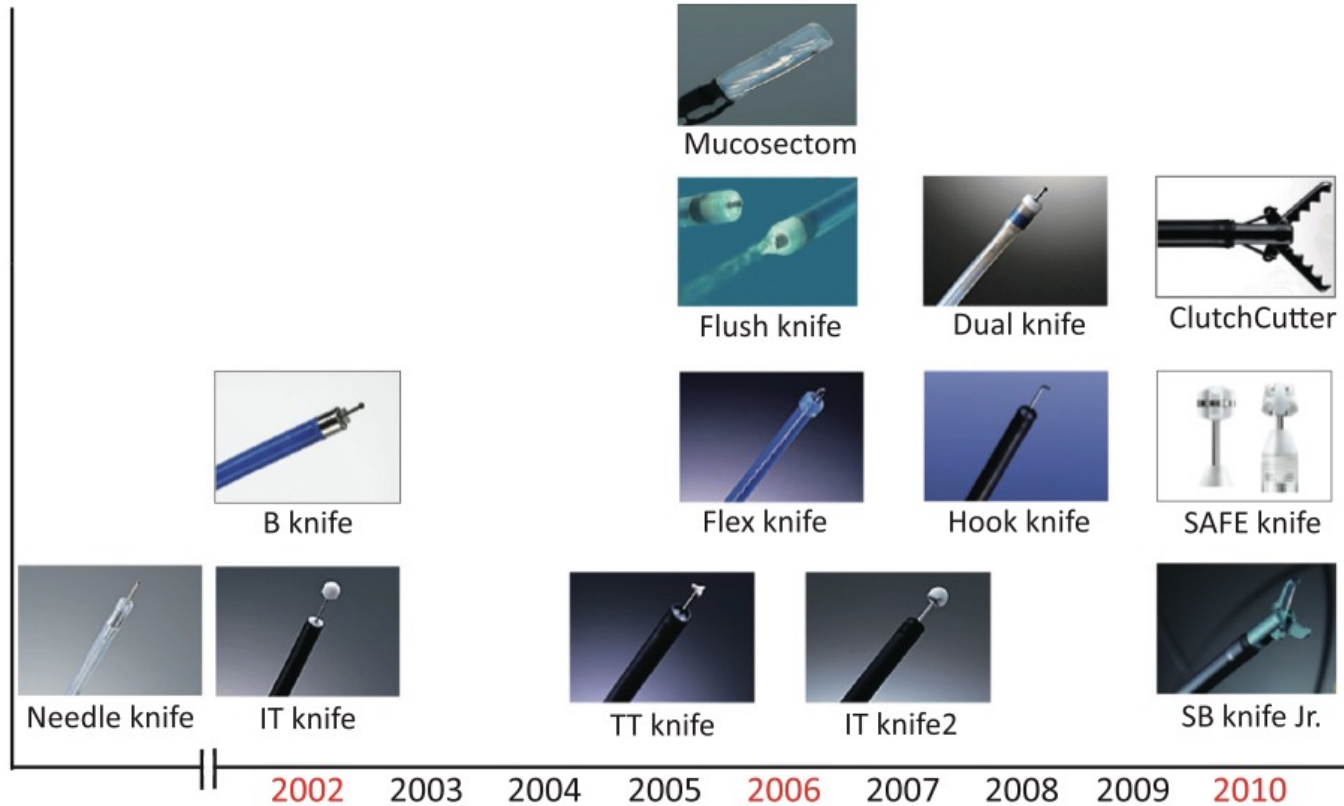 Mucosectom
Flush knife
Dual knife
ClutchCutter
B knife
Flex knife
Hook knife
SAFE knife
Needle knife
IT knife
TT knife
IT knife2
SB knife Jr.
2002 2003 2004 2005 2006 2007 2008 2009 2010